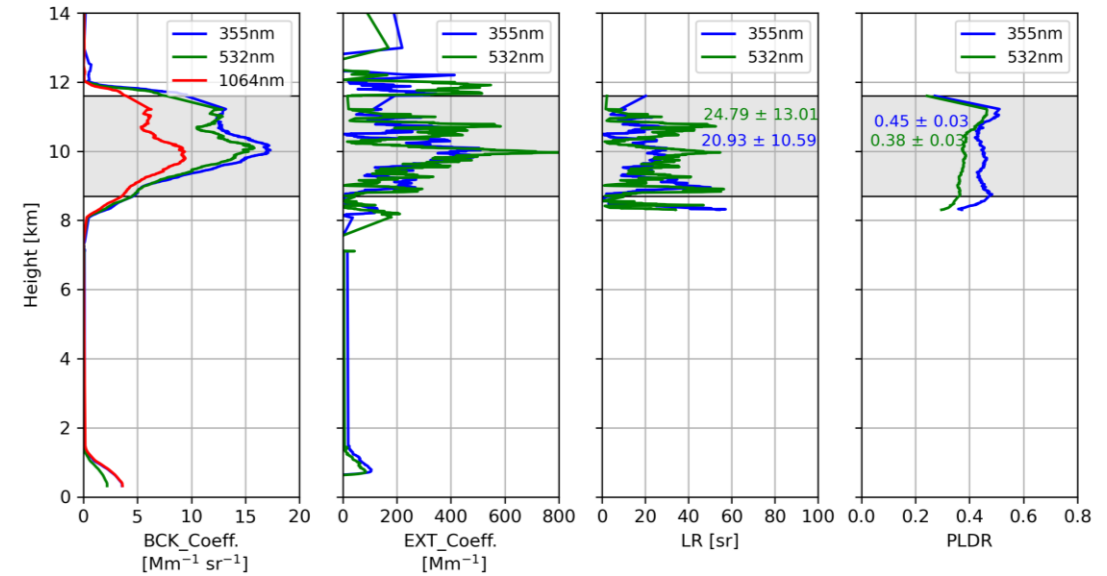 14
12
10
8
6
4
2
0
Height [km]
355nm
532nm
1064nm
0 5 10 15 20
BCK_Coeff.
[Mm⁻¹ sr⁻¹]
355nm
532nm
0 200 400 600 800
EXT_Coeff.
[Mm⁻¹]
355nm
532nm
24.79 ± 13.01
20.93 ± 10.59
0 20 40 60 80 100
LR [sr]
355nm
532nm
0.45 ± 0.03
0.38 ± 0.03
0.0 0.2 0.4 0.6 0.8
PLDR